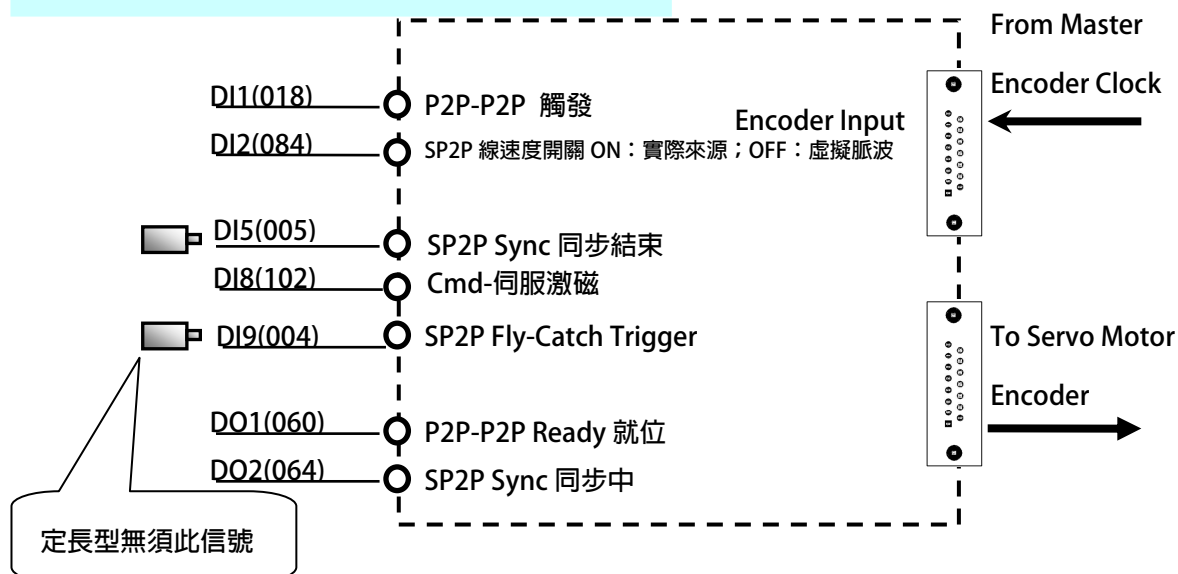 From Master
Encoder Clock
DI1(018)
P2P-P2P 觸發
Encoder Input
DI2(084)
SP2P 線速度開關 ON：實際來源；OFF：虛擬脈波
DI5(005)
SP2P Sync 同步結束
DI8(102)
Cmd-伺服激磁
DI9(004)
SP2P Fly-Catch Trigger
To Servo Motor
Encoder
DO1(060)
P2P-P2P Ready 就位
DO2(064)
SP2P Sync 同步中
定長型無須此信號